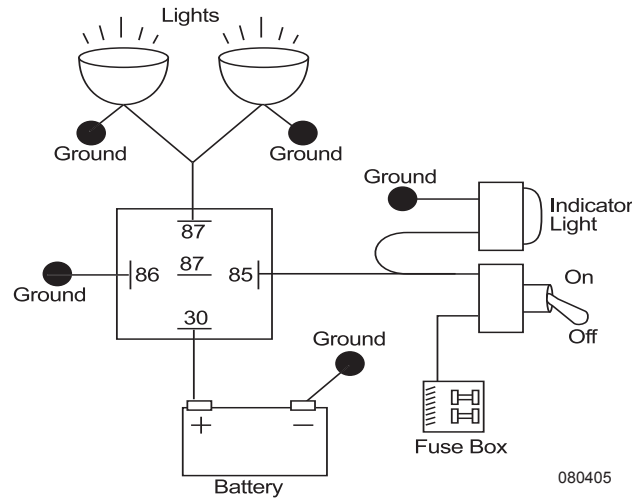 Lights
Ground
Ground
Ground
Indicator
Light
87
86
87
85
Ground
On
30
Ground
Off
+
–
Fuse Box
Battery
080405